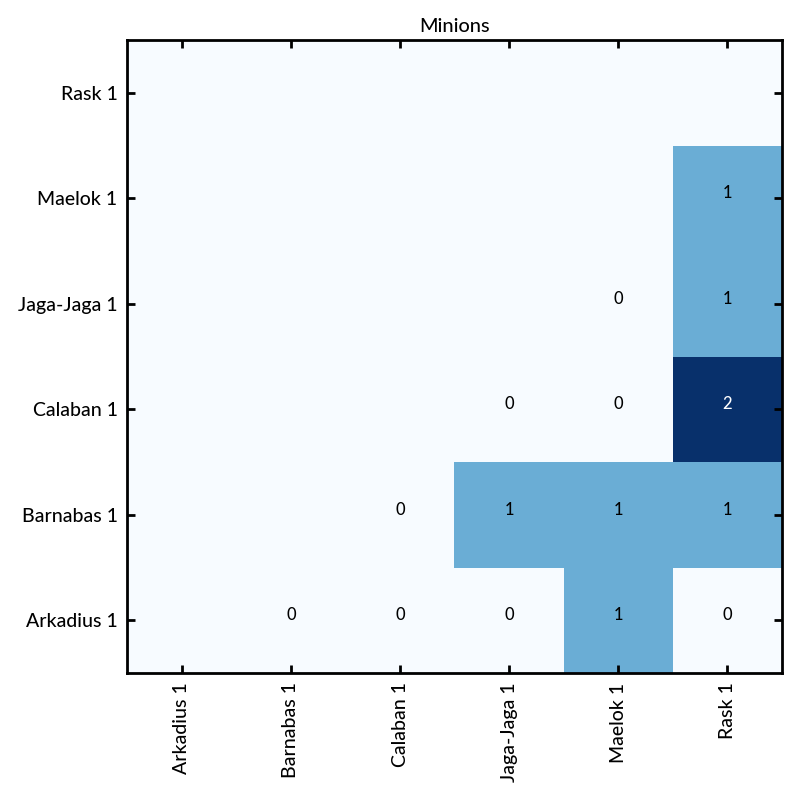 Minions
Rask 1
Maelok 1 1
Jaga-Jaga 1 0 1
Calaban 1 0 0 2
Barnabas 1 0 1 1 1
Arkadius 1 0 0 0 1 0
Arkadius 1
Barnabas 1
Calaban 1
Jaga-Jaga 1
Maelok 1
Rask 1